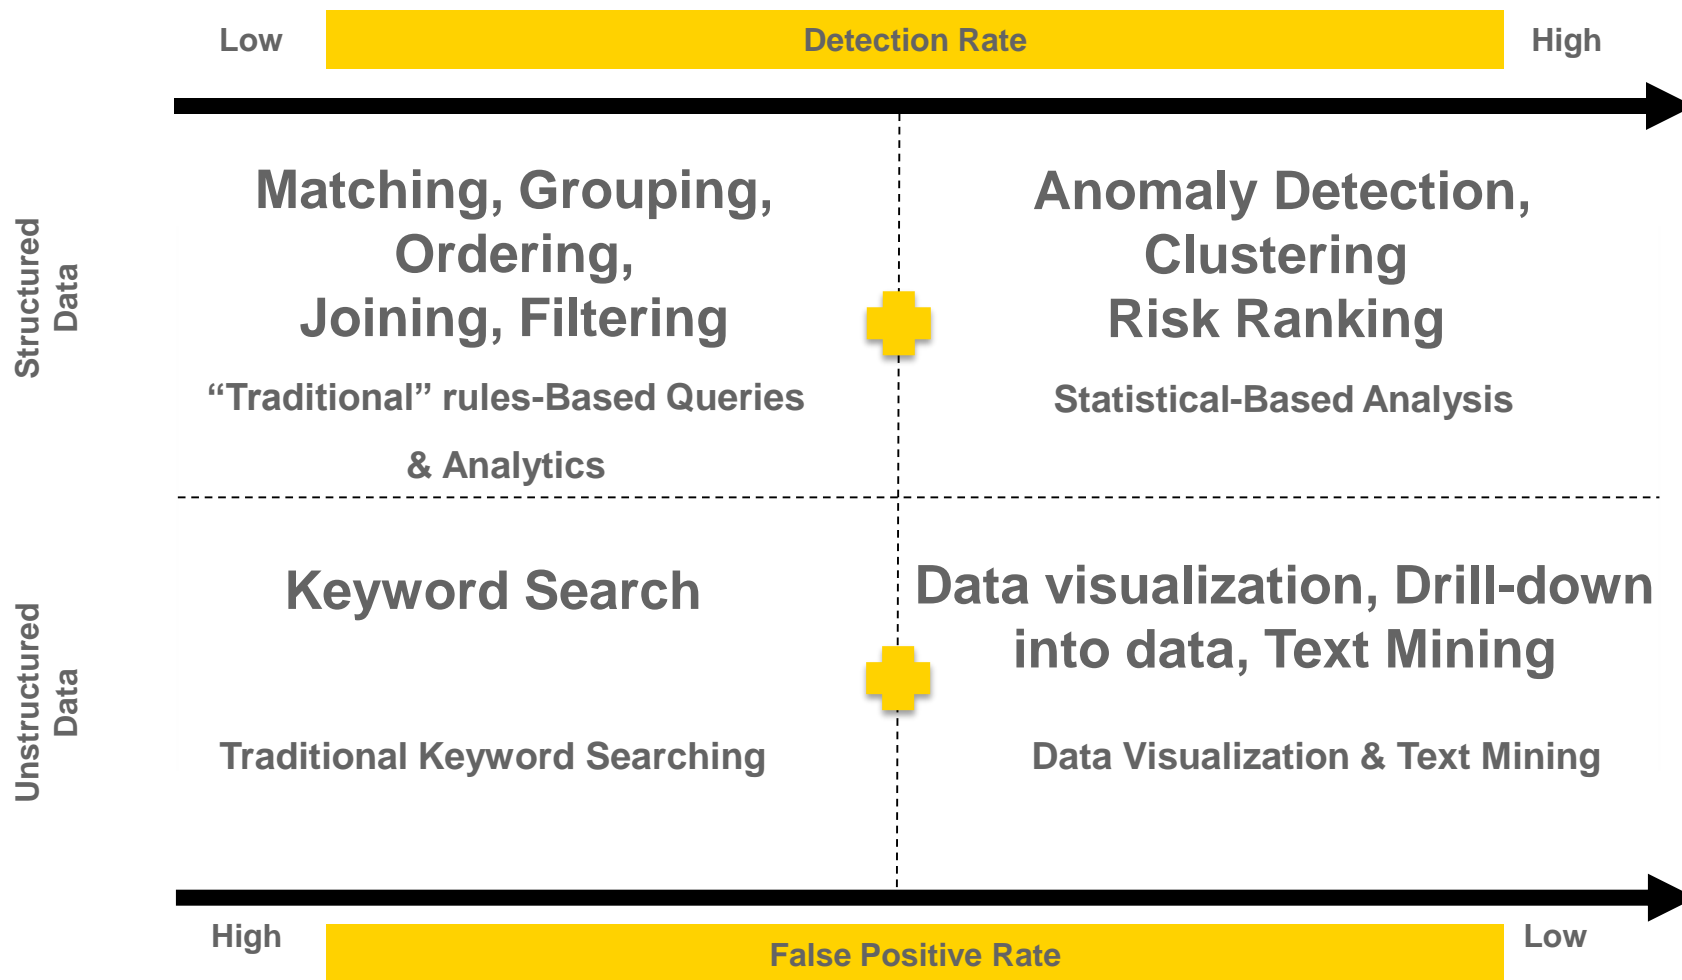 Low
Detection Rate
High
Structured
Data
Matching, Grouping,
Ordering,
Joining, Filtering
“Traditional” rules-Based Queries
& Analytics
Anomaly Detection,
Clustering
Risk Ranking
Statistical-Based Analysis
Unstructured
Data
Keyword Search
Traditional Keyword Searching
Data visualization, Drill-down
into data, Text Mining
Data Visualization & Text Mining
High
False Positive Rate
Low